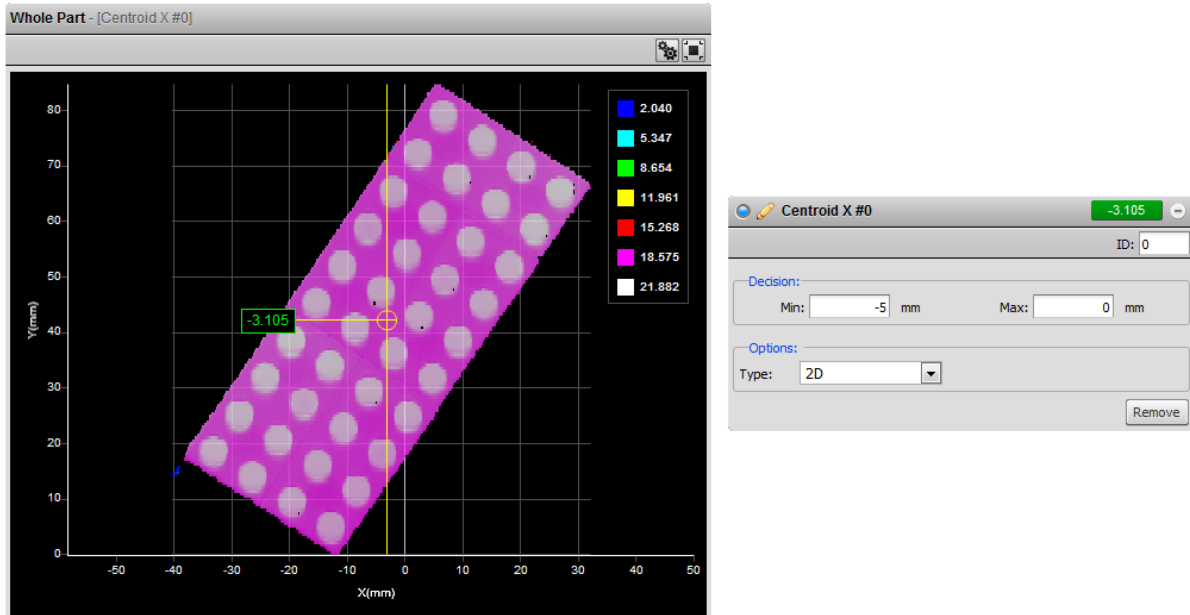 Whole Part - [Centroid X #0]
80
70
60
50
40
30
20
10
0
Y(mm)
-50 -40 -30 -20 -10 0 10 20 30 40 50
X(mm)
-3.105
2.040
5.347
8.654
11.961
15.268
18.575
21.882
Centroid X #0 -3.105
ID: 0
Decision:
Min: -5 mm Max: 0 mm
Options:
Type: 2D
Remove